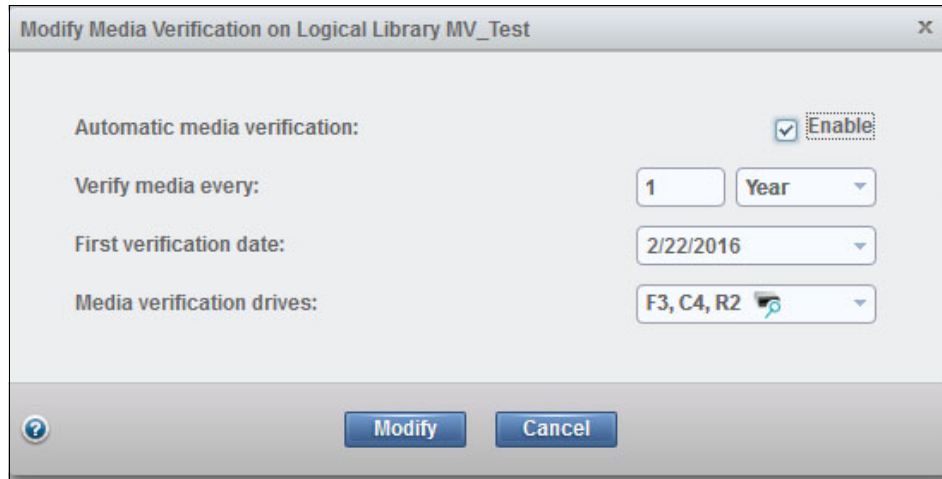 Modify Media Verification on Logical Library MV_Test x
Automatic media verification: Enable
Verify media every: 1 Year
First verification date: 2/22/2016
Media verification drives: F3, C4, R2
? Modify Cancel